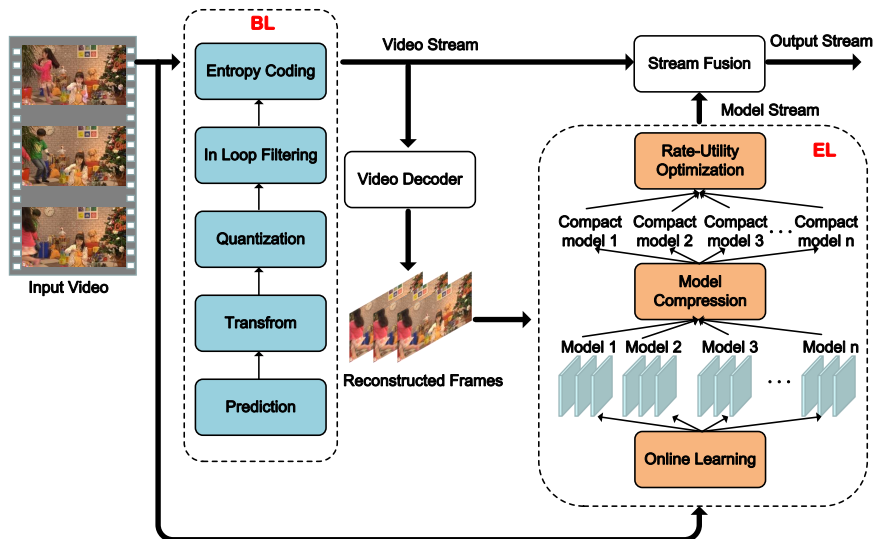 BL
Entropy Coding
In Loop Filtering
Quantization
Transfrom
Prediction
Input Video
Video Stream
Video Decoder
Reconstructed Frames
Stream Fusion
Output Stream
Model Stream
EL
Rate-Utility
Optimization
Compact Compact Compact Compact
model 1 model 2 model 3 ... model n
Model
Compression
Model 1 Model 2 Model 3 Model n
...
Online Learning